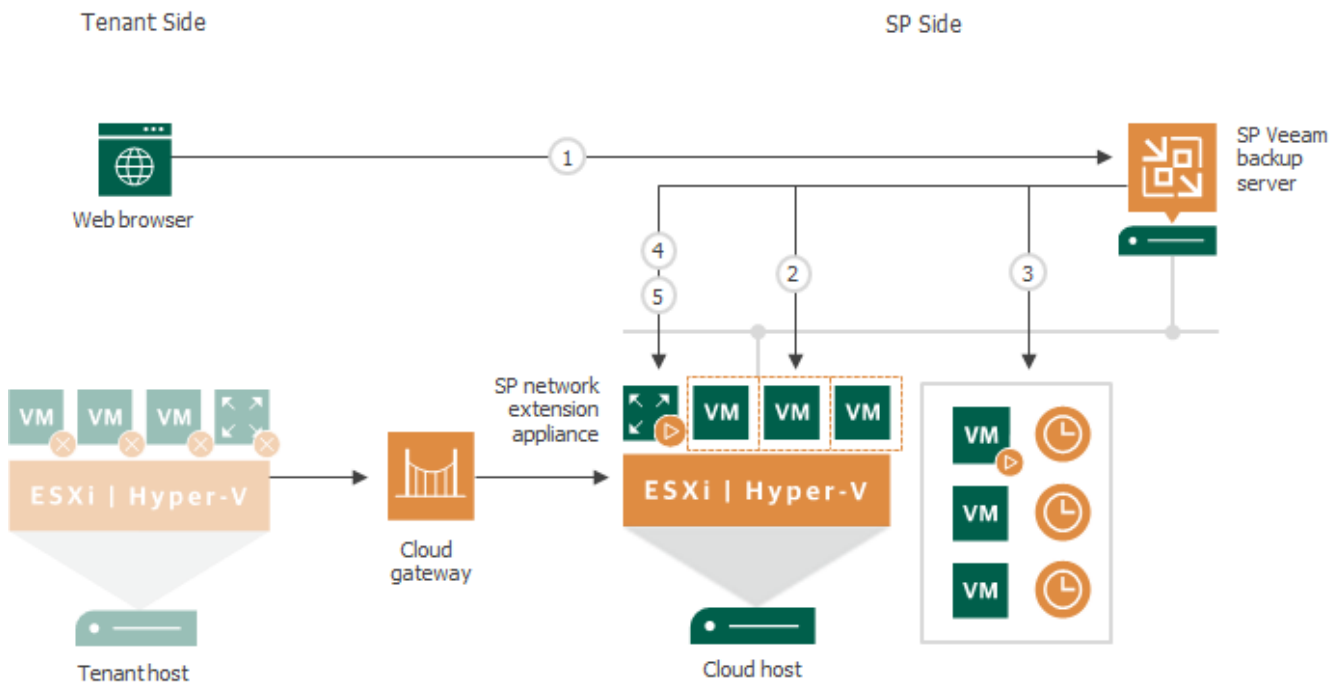 Tenant Side
SP Side
1
SP Veeam
backup
server
Web browser
4
2
3
5
SP network
extension
appliance
VM
VM
VM
VM
VM
VM
VM
ESXi | Hyper-V
ESXi | Hyper-V
VM
Cloud
gateway
VM
Tenant host
Cloud host